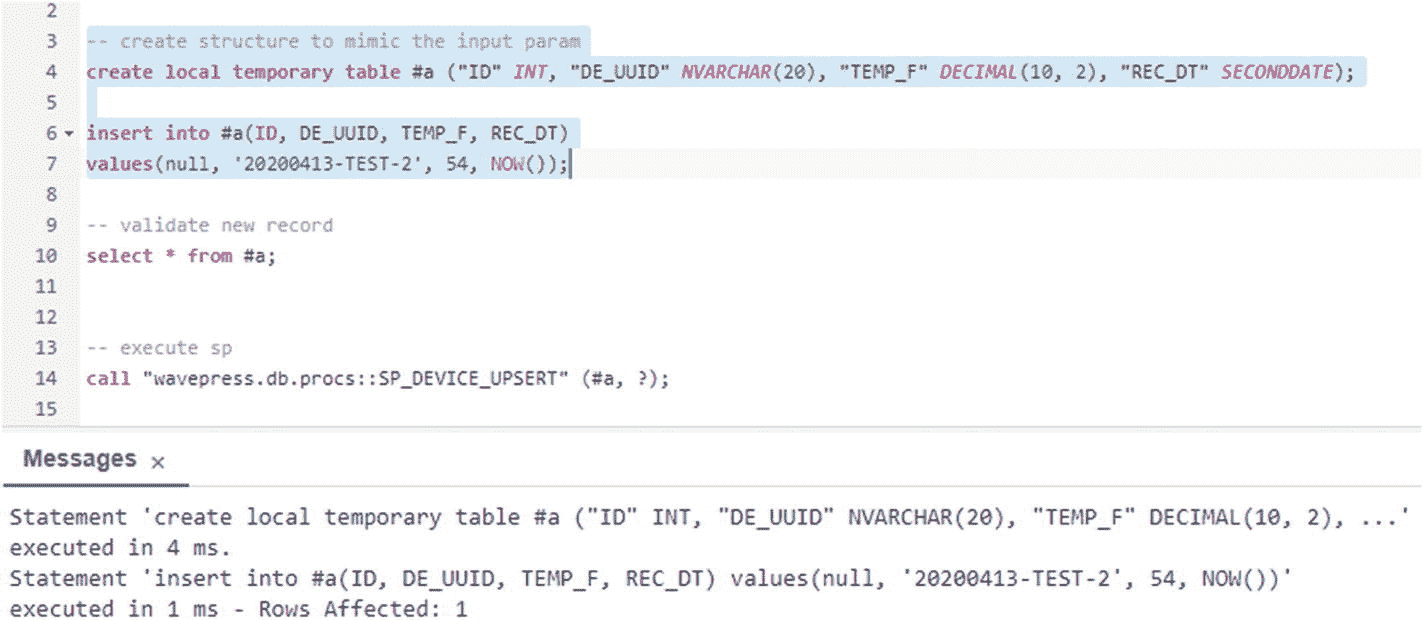 2
3 -- create structure to mimic the input param
4 create local temporary table #a ("ID" INT, "DE_UUID" NVARCHAR(20), "TEMP_F" DECIMAL(10, 2), "REC_DT" SECONDDATE);
5
6 insert into #a(ID, DE_UUID, TEMP_F, REC_DT)
7 values(null, '20200413-TEST-2', 54, NOW());
8
9 -- validate new record
10 select * from #a;
11
12
13 -- execute sp
14 call "wavepress.db.procs::SP_DEVICE_UPSERT" (#a, ?);
15
Messages ×
Statement 'create local temporary table #a ("ID" INT, "DE_UUID" NVARCHAR(20), "TEMP_F" DECIMAL(10, 2), ...'
executed in 4 ms.
Statement 'insert into #a(ID, DE_UUID, TEMP_F, REC_DT) values(null, '20200413-TEST-2', 54, NOW())'
executed in 1 ms - Rows Affected: 1